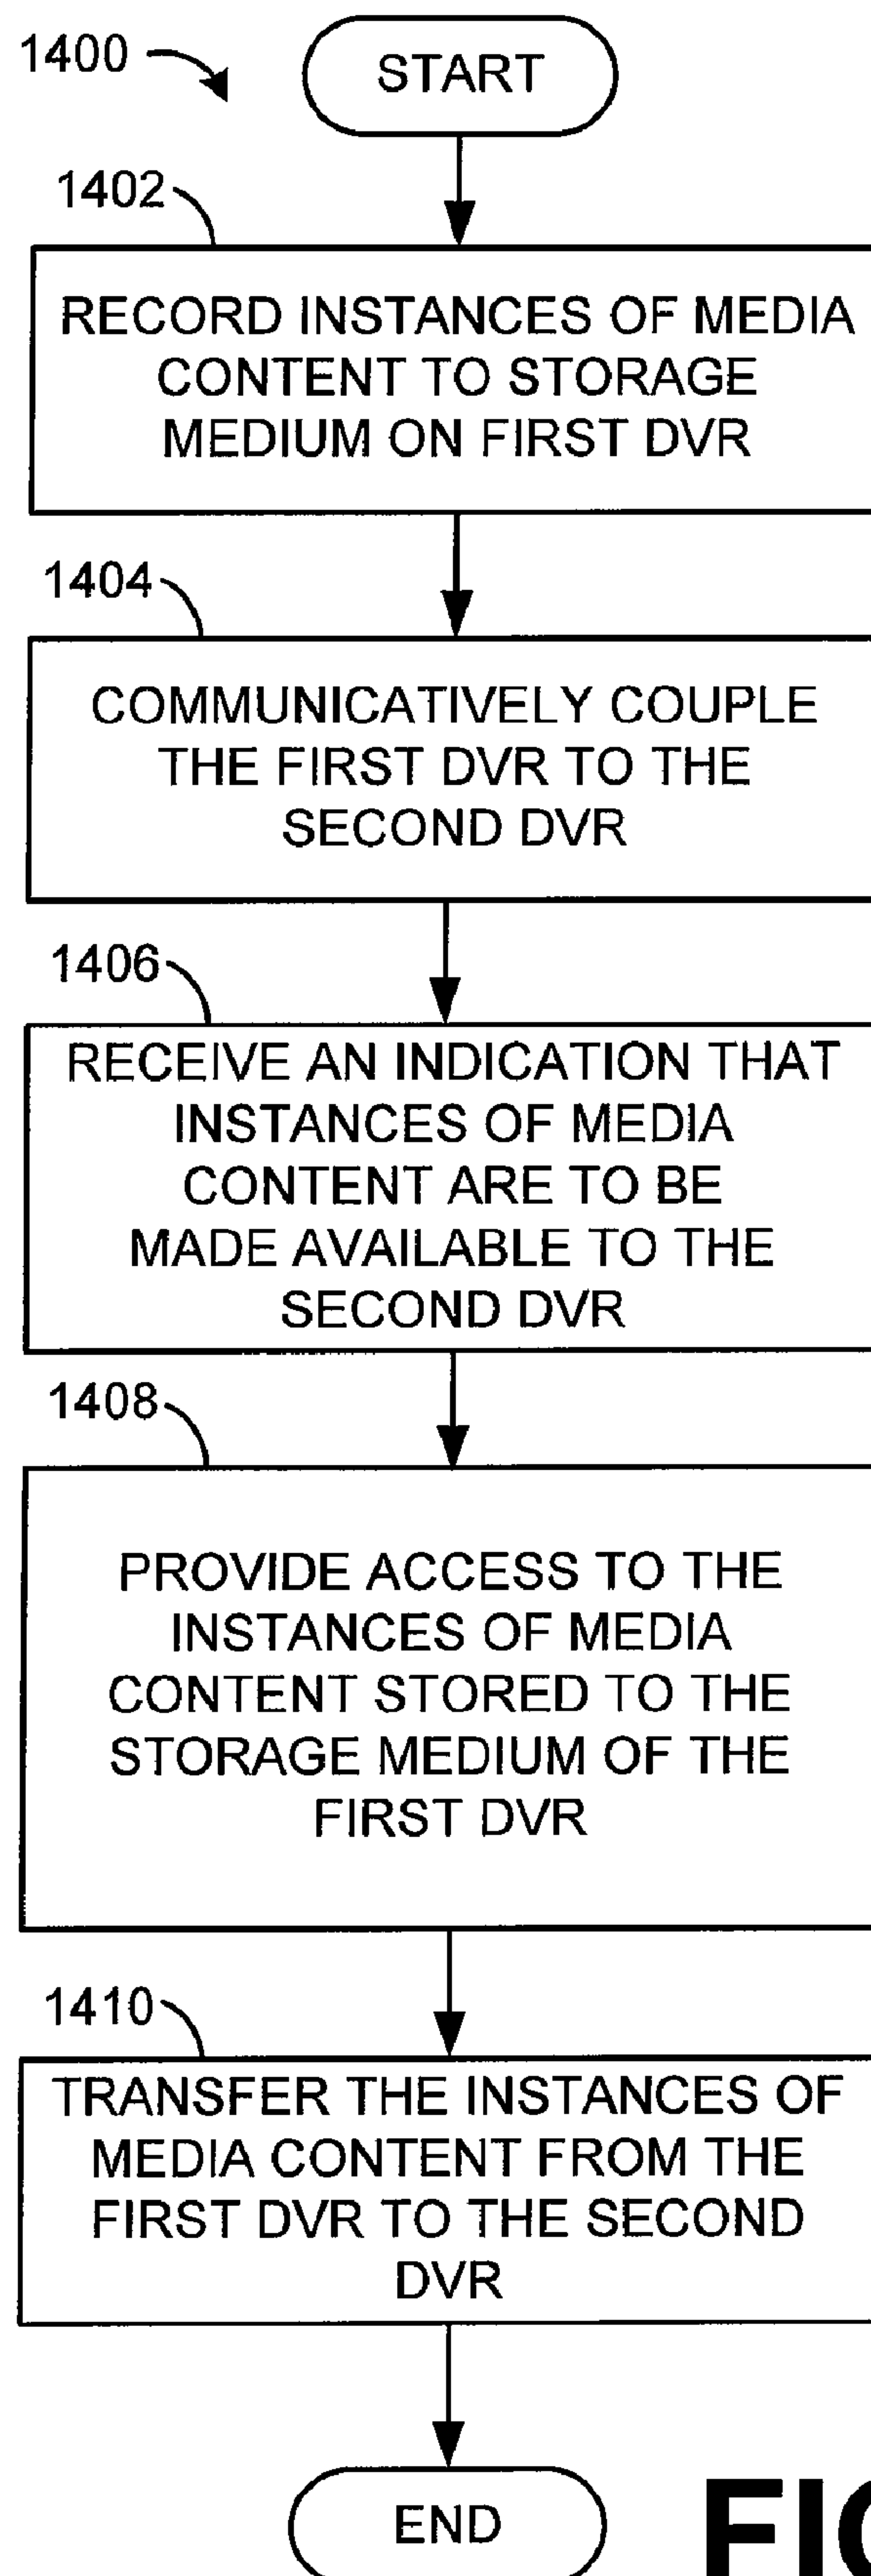 1400
START
1402
RECORD INSTANCES OF MEDIA
CONTENT TO STORAGE
MEDIUM ON FIRST DVR
1404
COMMUNICATIVELY COUPLE
THE FIRST DVR TO THE
SECOND DVR
1406
RECEIVE AN INDICATION THAT
INSTANCES OF MEDIA
CONTENT ARE TO BE
MADE AVAILABLE TO THE
SECOND DVR
1408
PROVIDE ACCESS TO THE
INSTANCES OF MEDIA
CONTENT STORED TO THE
STORAGE MEDIUM OF THE
FIRST DVR
1410
TRANSFER THE INSTANCES OF
MEDIA CONTENT FROM THE
FIRST DVR TO THE SECOND
DVR
END